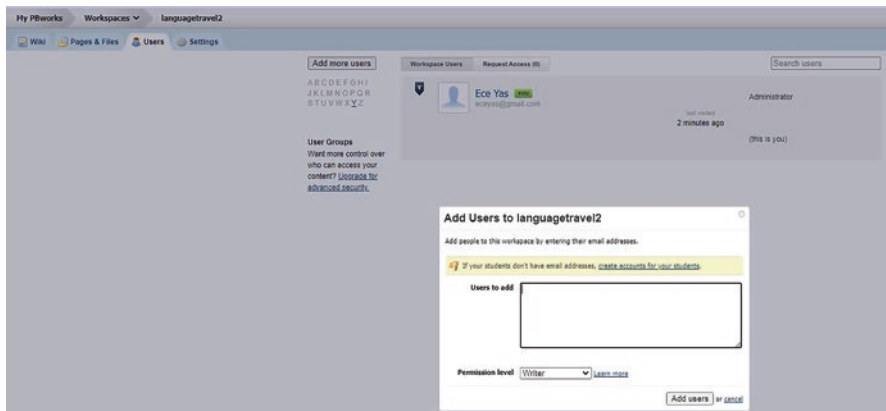 My PBworks Workspaces languagetravel2
Wiki Pages & Files Users Settings
Add more users Workspace Users Request Access (0) Search users
A B C D E F G H I
J K L M N O P Q R
S T U V W X Y Z
Y
Ece Yas
eceyas@gmail.com
Administrator
last visited
2 minutes ago
(this is you)
User Groups
Want more control over
who can access your
content? Upgrade for
advanced security.
Add Users to languagetravel2
Add people to this workspace by entering their email addresses.
If your students don't have email addresses, create accounts for your students.
Users to add
Permission level Writer Learn more
Add users or cancel